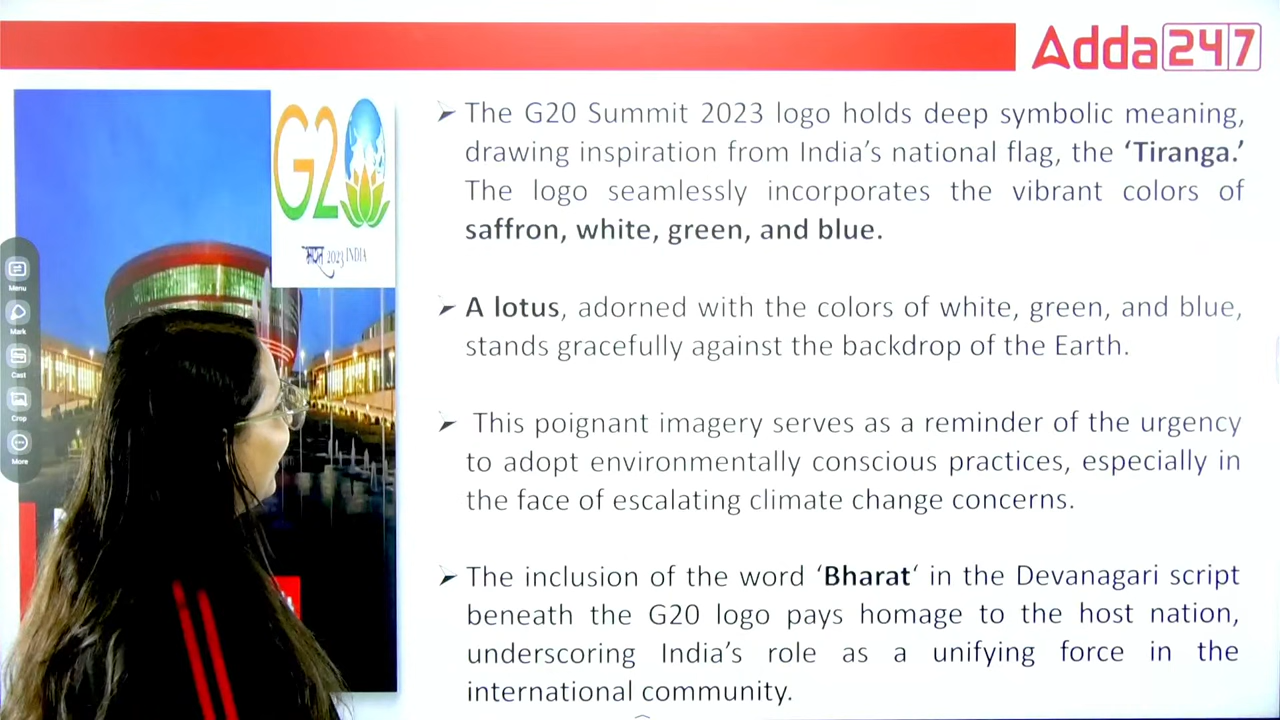 Adda247
G20
भारत 2023 INDIA
Menu
Mark
Cast
Crop
More
➢ The G20 Summit 2023 logo holds deep symbolic meaning,
drawing inspiration from India’s national flag, the ‘Tiranga.’
The logo seamlessly incorporates the vibrant colors of
saffron, white, green, and blue.
➢ A lotus, adorned with the colors of white, green, and blue,
stands gracefully against the backdrop of the Earth.
➢ This poignant imagery serves as a reminder of the urgency
to adopt environmentally conscious practices, especially in
the face of escalating climate change concerns.
➢ The inclusion of the word ‘Bharat‘ in the Devanagari script
beneath the G20 logo pays homage to the host nation,
underscoring India’s role as a unifying force in the
international community.